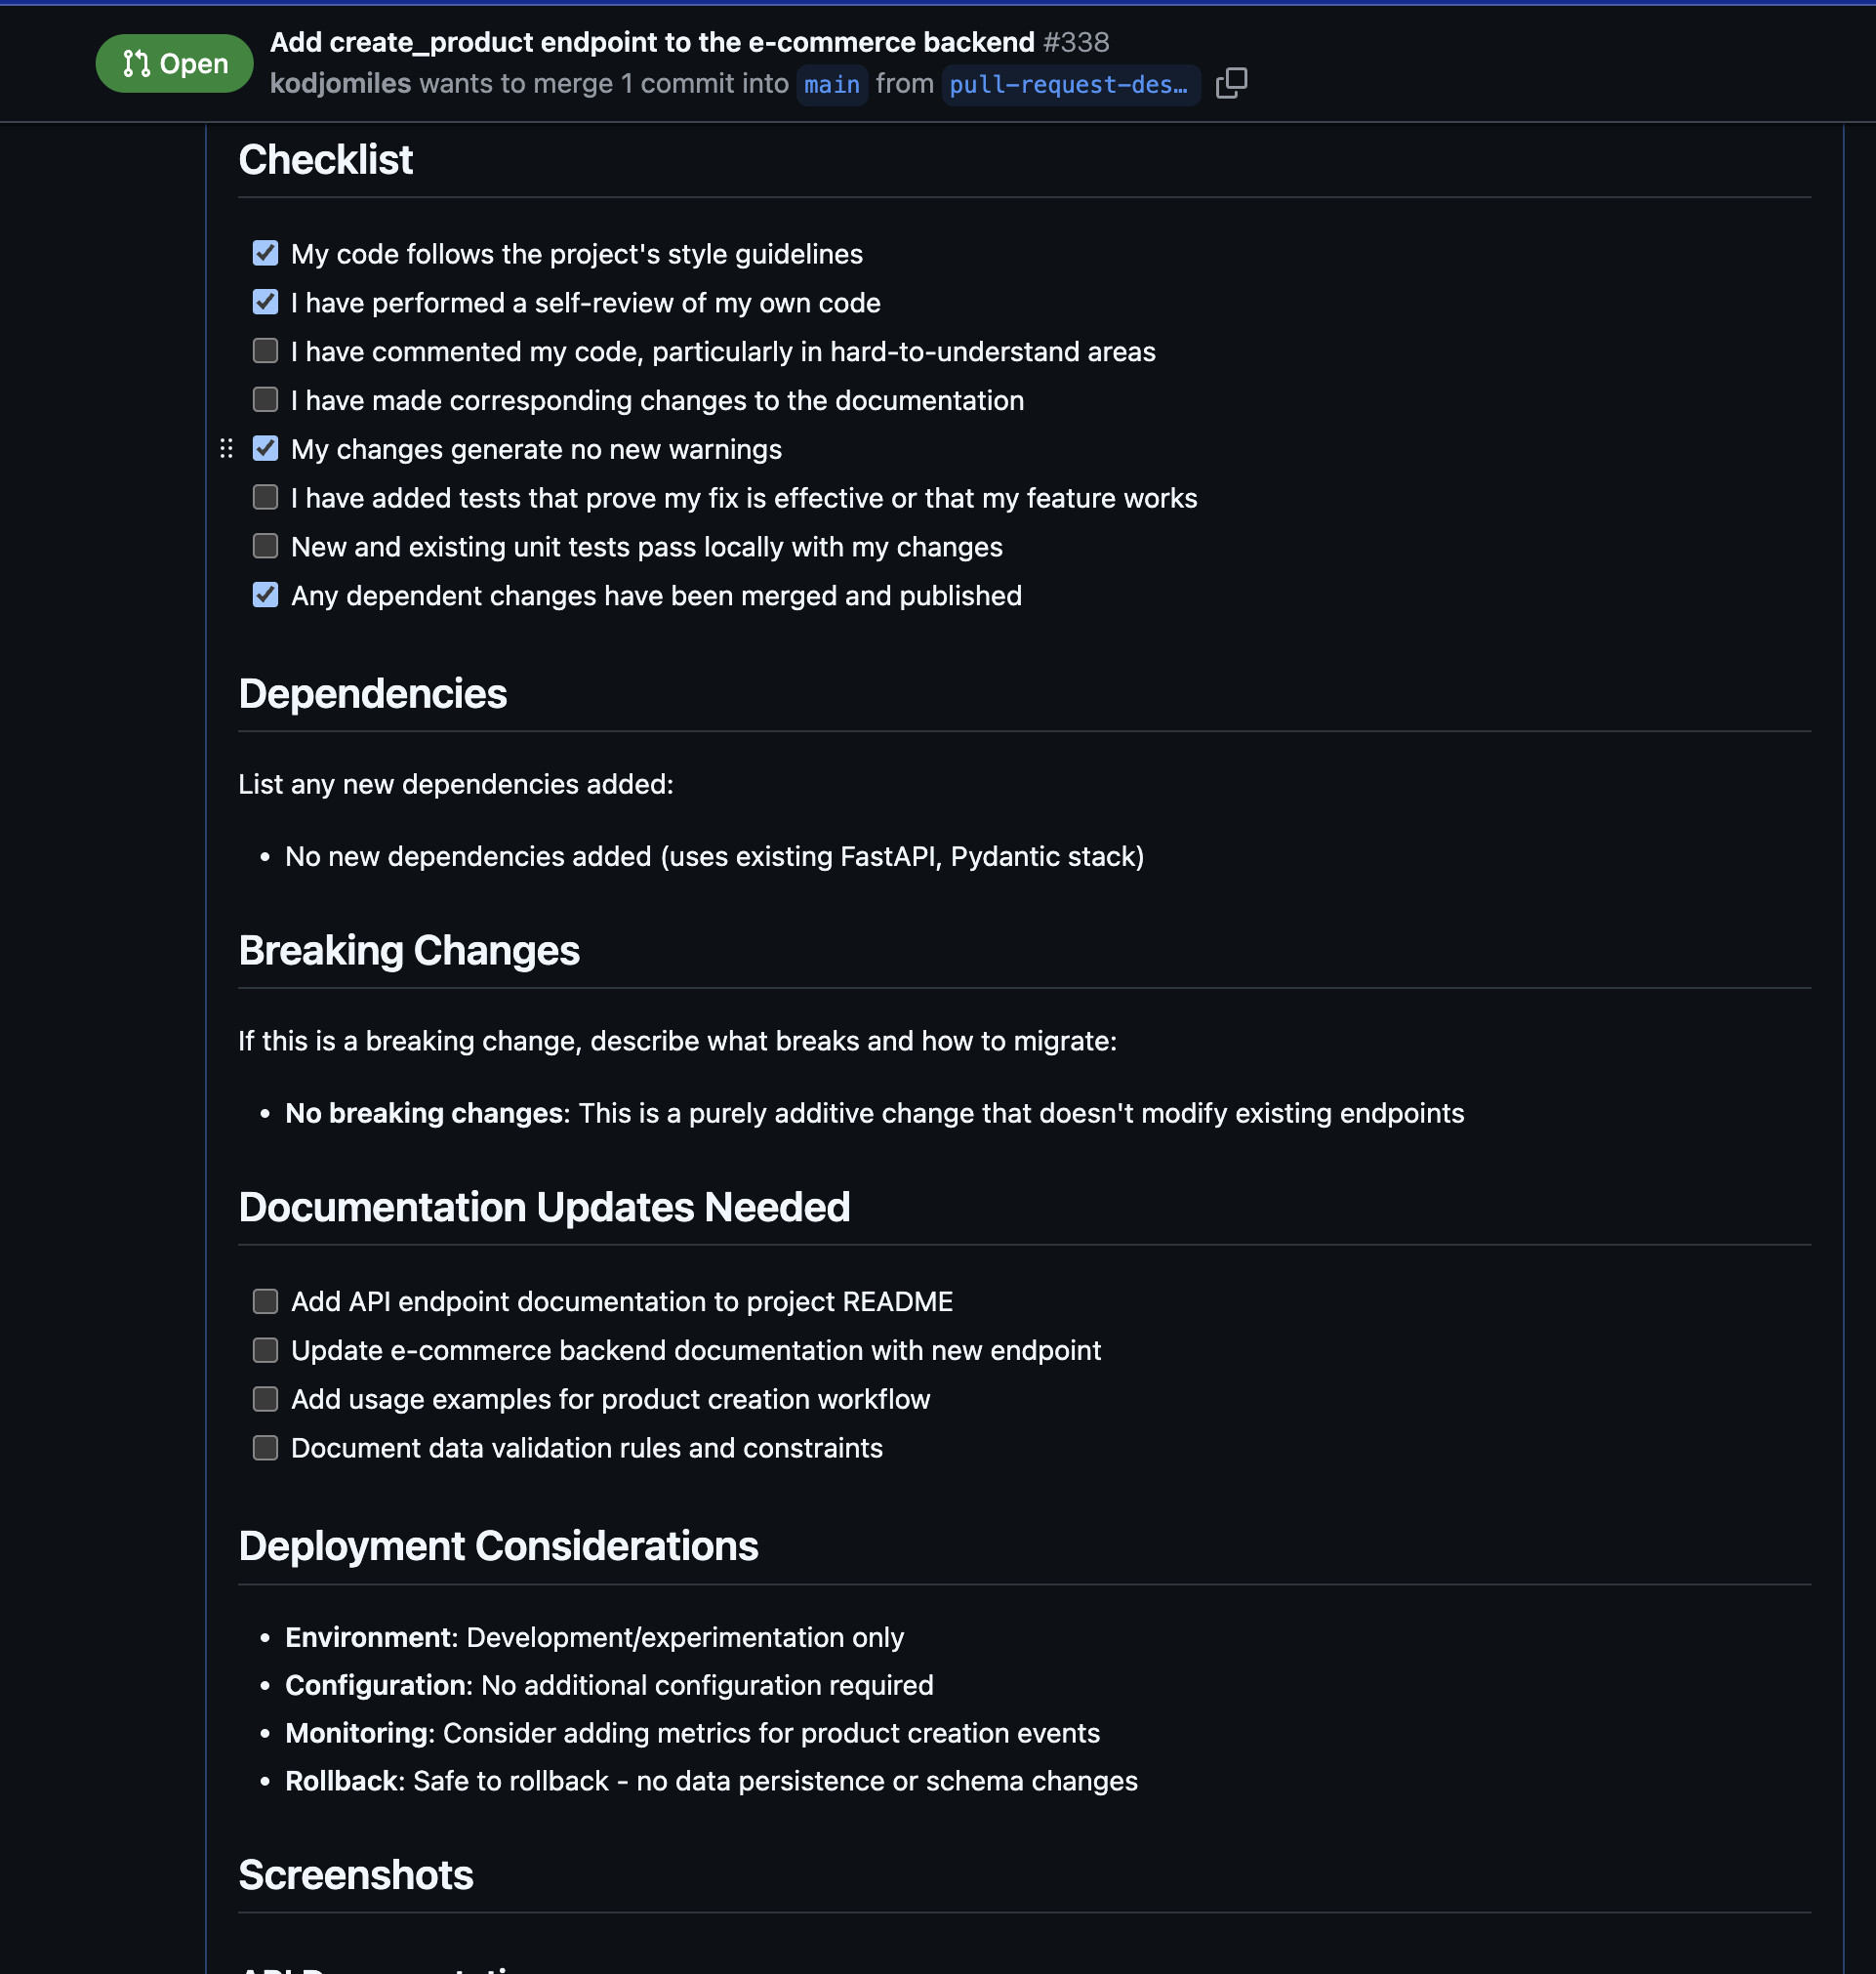 Open
Add create_product endpoint to the e-commerce backend #338
kodjomiles wants to merge 1 commit into main from pull-request-des…
Checklist
My code follows the project's style guidelines
I have performed a self-review of my own code
I have commented my code, particularly in hard-to-understand areas
I have made corresponding changes to the documentation
My changes generate no new warnings
I have added tests that prove my fix is effective or that my feature works
New and existing unit tests pass locally with my changes
Any dependent changes have been merged and published
Dependencies
List any new dependencies added:
• No new dependencies added (uses existing FastAPI, Pydantic stack)
Breaking Changes
If this is a breaking change, describe what breaks and how to migrate:
• No breaking changes: This is a purely additive change that doesn't modify existing endpoints
Documentation Updates Needed
Add API endpoint documentation to project README
Update e-commerce backend documentation with new endpoint
Add usage examples for product creation workflow
Document data validation rules and constraints
Deployment Considerations
• Environment: Development/experimentation only
• Configuration: No additional configuration required
• Monitoring: Consider adding metrics for product creation events
• Rollback: Safe to rollback - no data persistence or schema changes
Screenshots